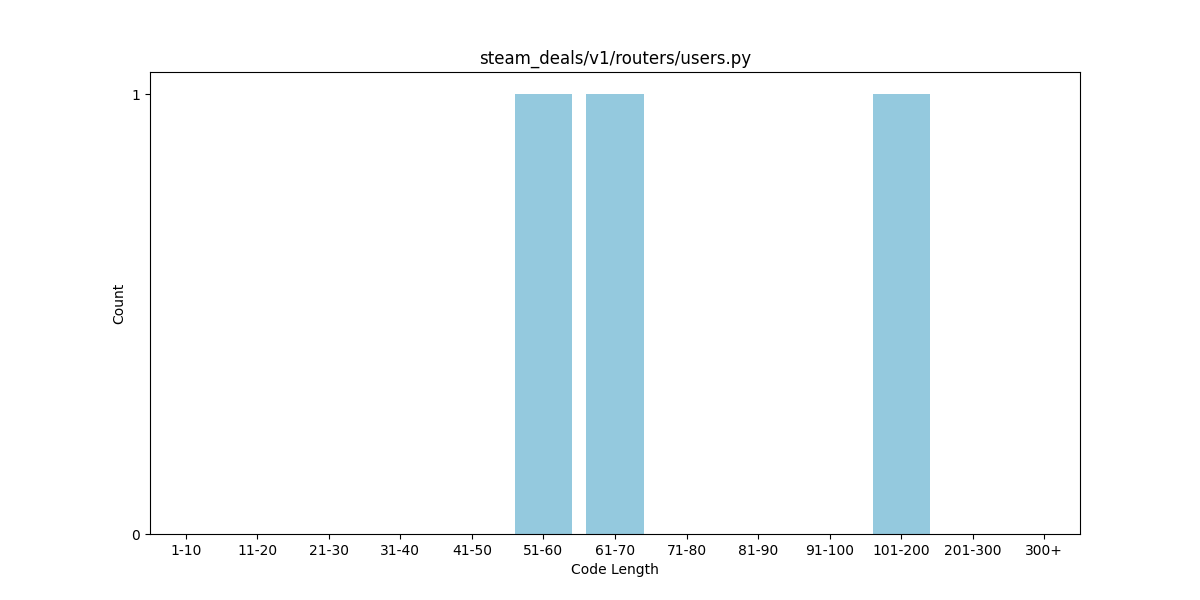 steam_deals/v1/routers/users.py
1
Count
0
1-10 11-20 21-30 31-40 41-50 51-60 61-70 71-80 81-90 91-100 101-200 201-300 300+
Code Length